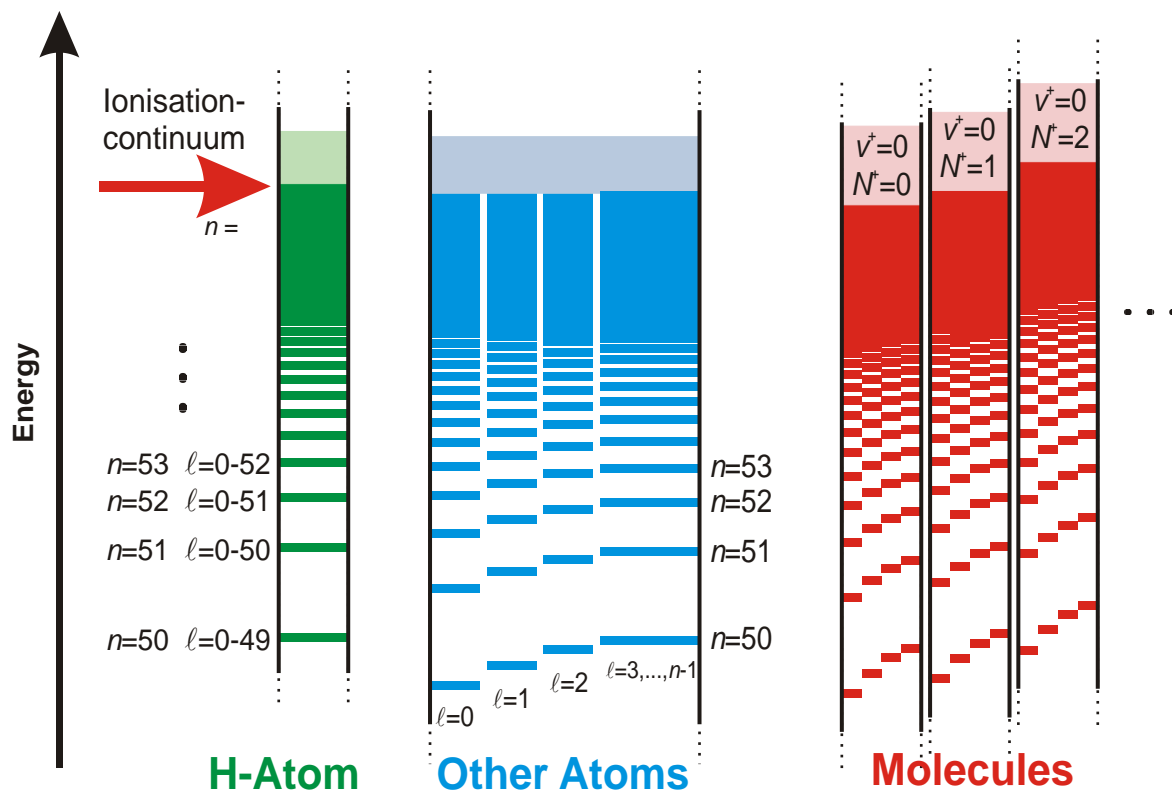 Energy
Ionisation-
continuum
n =
n=53 ℓ=0-52
n=52 ℓ=0-51
n=51 ℓ=0-50
n=50 ℓ=0-49
H-Atom
n=53
n=52
n=51
n=50
ℓ=0
ℓ=1
ℓ=2
ℓ=3,...,n-1
Other Atoms
v⁺=0
N⁺=0
v⁺=0
N⁺=1
v⁺=0
N⁺=2
Molecules